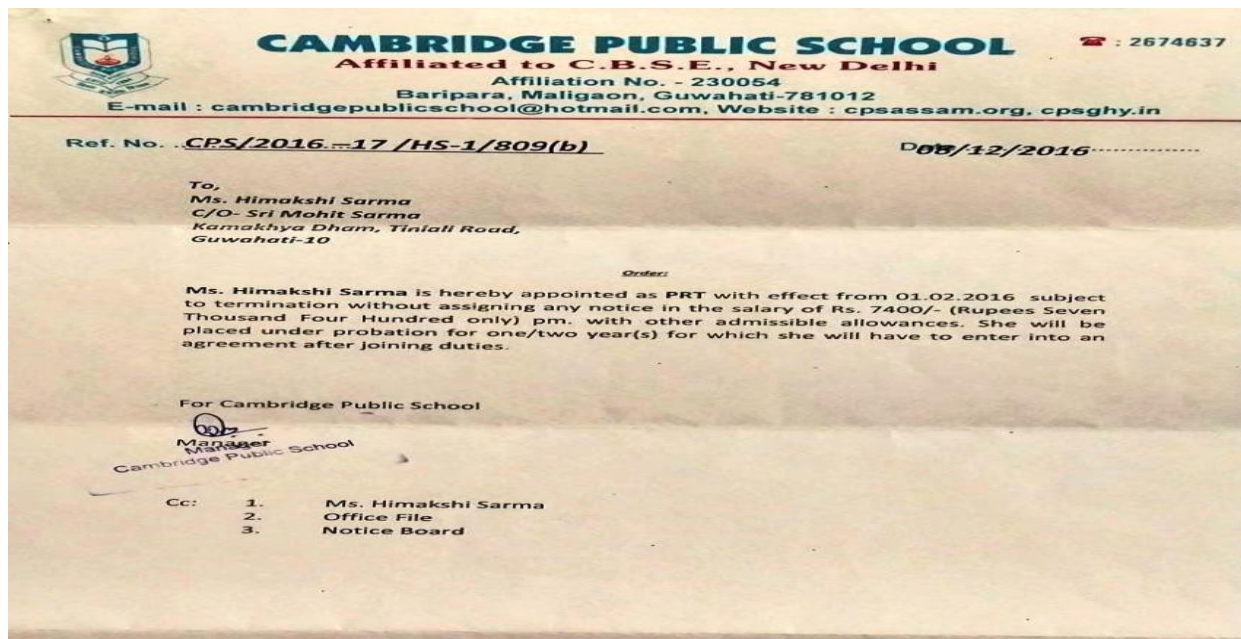 CAMBRIDGE PUBLIC SCHOOL
☎ : 2674637
Affiliated to C.B.S.E., New Delhi
Affiliation No. - 230054
Baripara, Maligaon, Guwahati-781012
E-mail : cambridgepublicschool@hotmail.com, Website : cpsassam.org, cpsghy.in
Ref. No. ..CPS/2016.–17 /HS-1/809(b)
Date 08/12/2016
To,
Ms. Himakshi Sarma
C/O- Sri Mohit Sarma
Kamakhya Dham, Tiniali Road,
Guwahati-10
Order:
Ms. Himakshi Sarma is hereby appointed as PRT with effect from 01.02.2016 subject
to termination without assigning any notice in the salary of Rs. 7400/- (Rupees Seven
Thousand Four Hundred only) pm. with other admissible allowances. She will be
placed under probation for one/two year(s) for which she will have to enter into an
agreement after joining duties.
For Cambridge Public School
Manager
Manager
Cambridge Public School
Cc: 1. Ms. Himakshi Sarma
2. Office File
3. Notice Board